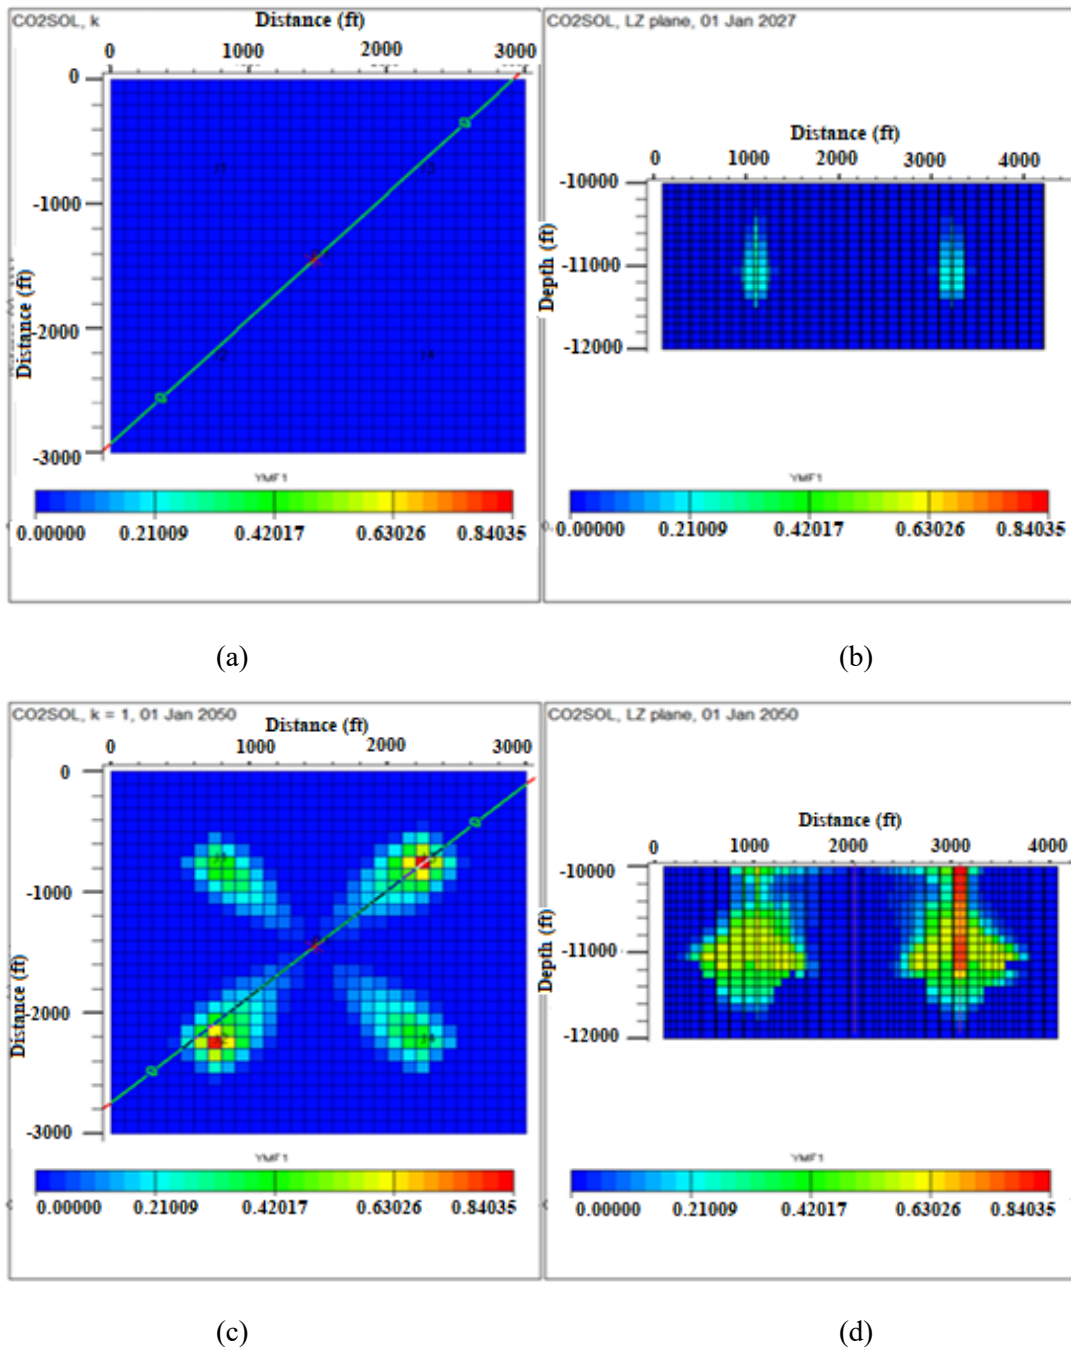 CO2SOL, k
Distance (ft)
0 1000 2000 3000
0
-1000
-2000
-3000
Distance (ft)
YMF1
0.00000 0.21009 0.42017 0.63026 0.84035
(a)
CO2SOL, LZ plane, 01 Jan 2027
Distance (ft)
0 1000 2000 3000 4000
-10000
-11000
-12000
Depth (ft)
YMF1
0.00000 0.21009 0.42017 0.63026 0.84035
(b)
CO2SOL, k = 1, 01 Jan 2050
Distance (ft)
0 1000 2000 3000
0
-1000
-2000
-3000
Distance (ft)
YMF1
0.00000 0.21009 0.42017 0.63026 0.84035
(c)
CO2SOL, LZ plane, 01 Jan 2050
Distance (ft)
0 1000 2000 3000 4000
-10000
-11000
-12000
Depth (ft)
YMF1
0.00000 0.21009 0.42017 0.63026 0.84035
(d)